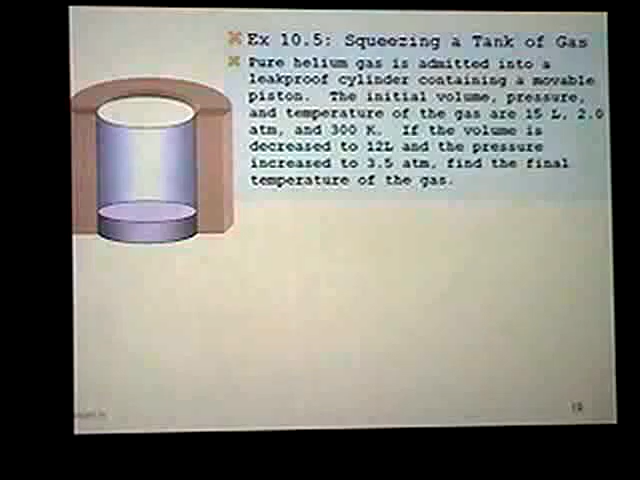 Ex 10.5: Squeezing a Tank of Gas
Pure helium gas is admitted into a
leakproof cylinder containing a movable
piston. The initial volume, pressure,
and temperature of the gas are 15 L, 2.0
atm, and 300 K. If the volume is
decreased to 12L and the pressure
increased to 3.5 atm, find the final
temperature of the gas.